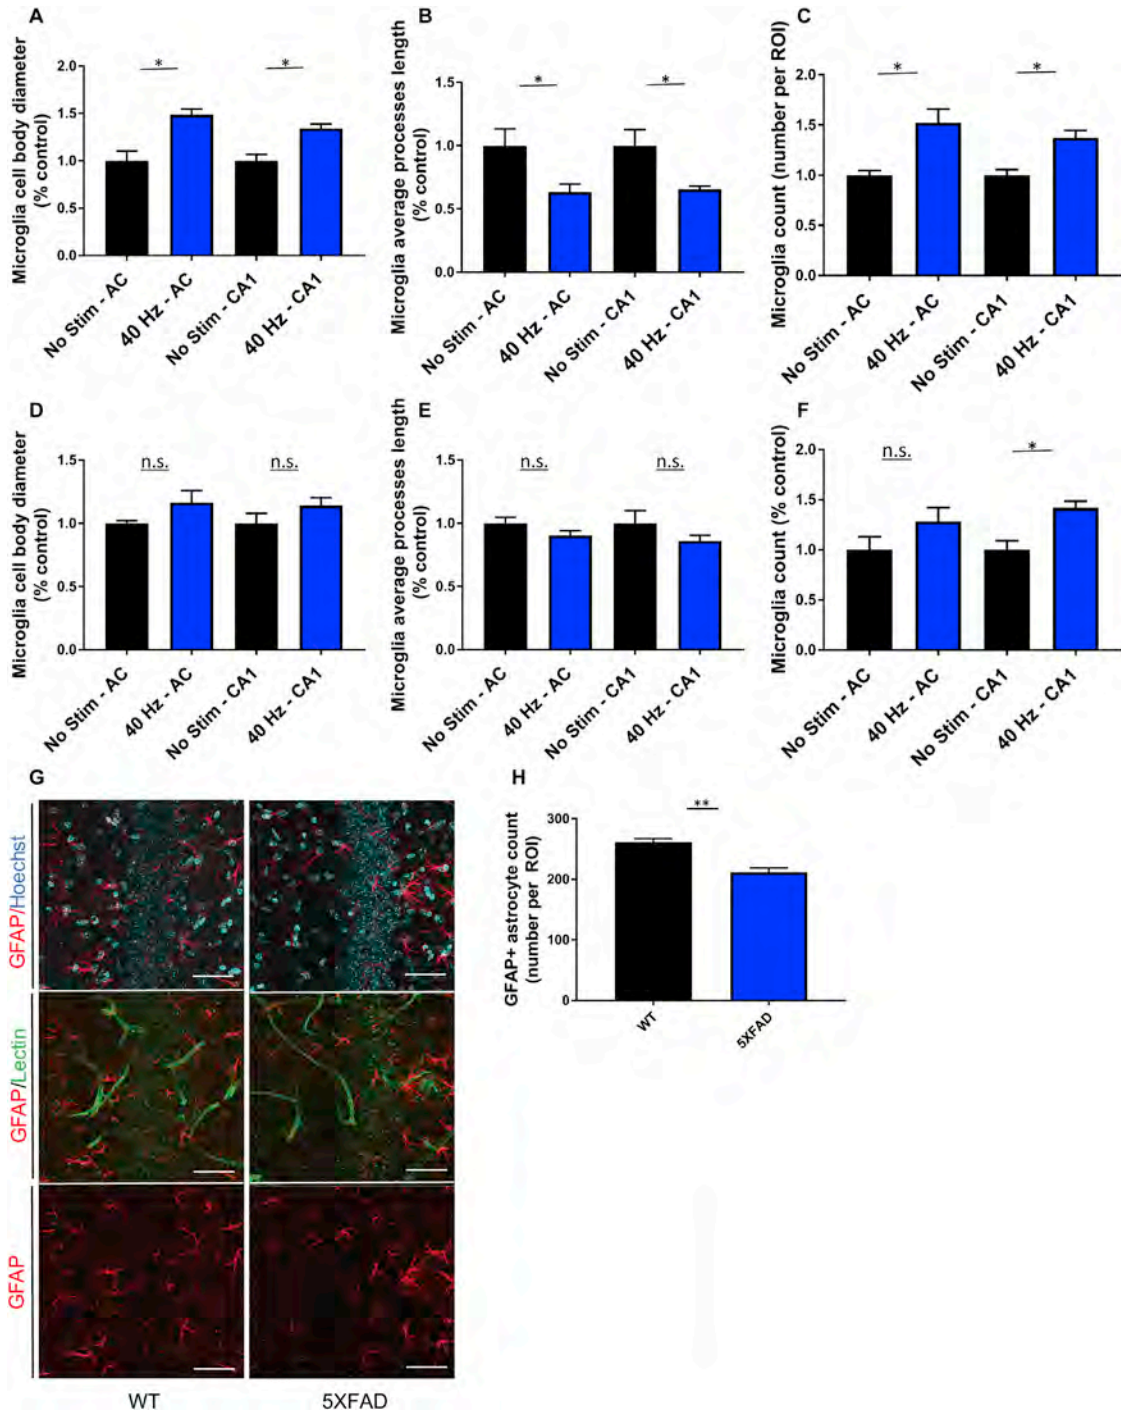 A
Microglia cell body diameter
(% control)
2.0
1.5
1.0
0.5
0.0
*
*
No Stim - AC
40 Hz - AC
No Stim - CA1
40 Hz - CA1
B
Microglia average processes length
(% control)
1.5
1.0
0.5
0.0
*
*
No Stim - AC
40 Hz - AC
No Stim - CA1
40 Hz - CA1
C
Microglia count (number per ROI)
2.0
1.5
1.0
0.5
0.0
*
*
No Stim - AC
40 Hz - AC
No Stim - CA1
40 Hz - CA1
D
Microglia cell body diameter
(% control)
1.5
1.0
0.5
0.0
n.s.
n.s.
No Stim - AC
40 Hz - AC
No Stim - CA1
40 Hz - CA1
E
Microglia average processes length
(% control)
1.5
1.0
0.5
0.0
n.s.
n.s.
No Stim - AC
40 Hz - AC
No Stim - CA1
40 Hz - CA1
F
Microglia count (% control)
2.0
1.5
1.0
0.5
0.0
n.s.
*
No Stim - AC
40 Hz - AC
No Stim - CA1
40 Hz - CA1
G
GFAP/Hoechst
GFAP/Lectin
GFAP
WT
5XFAD
H
GFAP+ astrocyte count
(number per ROI)
300
200
100
0
**
WT
5XFAD